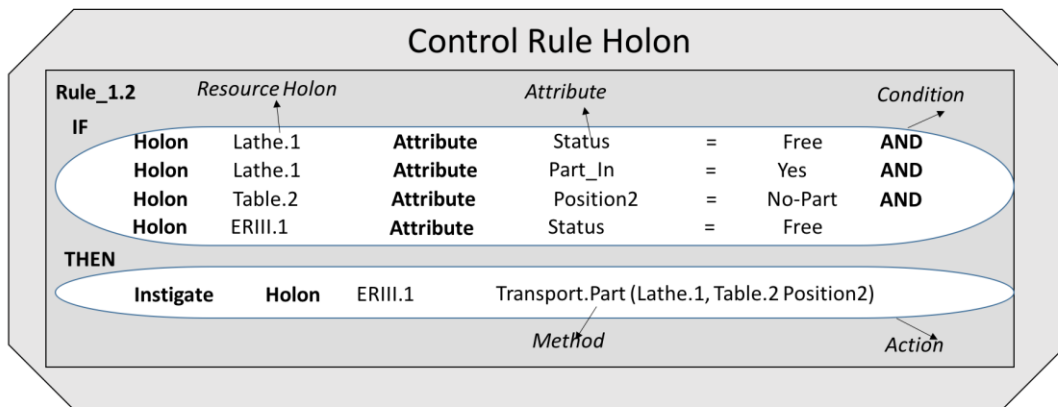 Control Rule Holon
Rule_1.2 Resource Holon Attribute Condition
IF
Holon Lathe.1 Attribute Status = Free AND
Holon Lathe.1 Attribute Part_In = Yes AND
Holon Table.2 Attribute Position2 = No-Part AND
Holon ERIII.1 Attribute Status = Free
THEN
Instigate Holon ERIII.1 Transport.Part (Lathe.1, Table.2 Position2)
Method Action